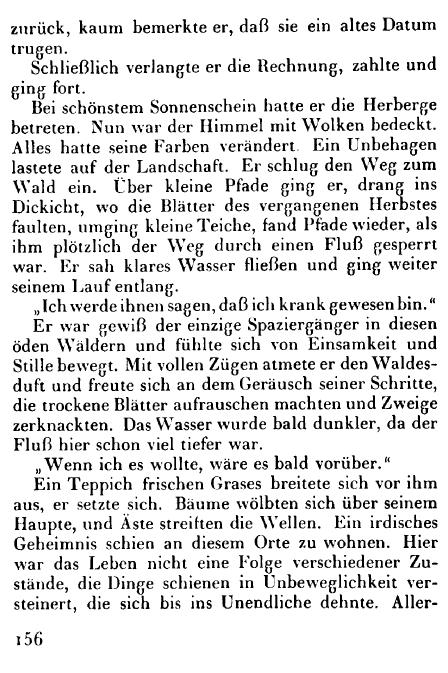 zurück, kaum bemerkte er, daß sie ein altes Datum
trugen.
Schließlich verlangte er die Rechnung, zahlte und
ging fort.
Bei schönstem Sonnenschein hatte er die Herberge
betreten. Nun war der Himmel mit Wolken bedeckt.
Alles hatte seine Farben verändert. Ein Unbehagen
lastete auf der Landschaft. Er schlug den Weg zum
Wald ein. Über kleine Pfade ging er, drang ins
Dickicht, wo die Blätter des vergangenen Herbstes
faulten, umging kleine Teiche, fand Pfade wieder, als
ihm plötzlich der Weg durch einen Fluß gesperrt
war. Er sah klares Wasser fließen und ging weiter
seinem Lauf entlang.
„Ich werde ihnen sagen, daß ich krank gewesen bin.“
Er war gewiß der einzige Spaziergänger in diesen
öden Wäldern und fühlte sich von Einsamkeit und
Stille bewegt. Mit vollen Zügen atmete er den Waldes-
duft und freute sich an dem Geräusch seiner Schritte,
die trockene Blätter aufrauschen machten und Zweige
zerknackten. Das Wasser wurde bald dunkler, da der
Fluß hier schon viel tiefer war.
„Wenn ich es wollte, wäre es bald vorüber.“
Ein Teppich frischen Grases breitete sich vor ihm
aus, er setzte sich. Bäume wölbten sich über seinem
Haupte, und Äste streiften die Wellen. Ein irdisches
Geheimnis schien an diesem Orte zu wohnen. Hier
war das Leben nicht eine Folge verschiedener Zu-
stände, die Dinge schienen in Unbeweglichkeit ver-
steinert, die sich bis ins Unendliche dehnte. Aller-
156